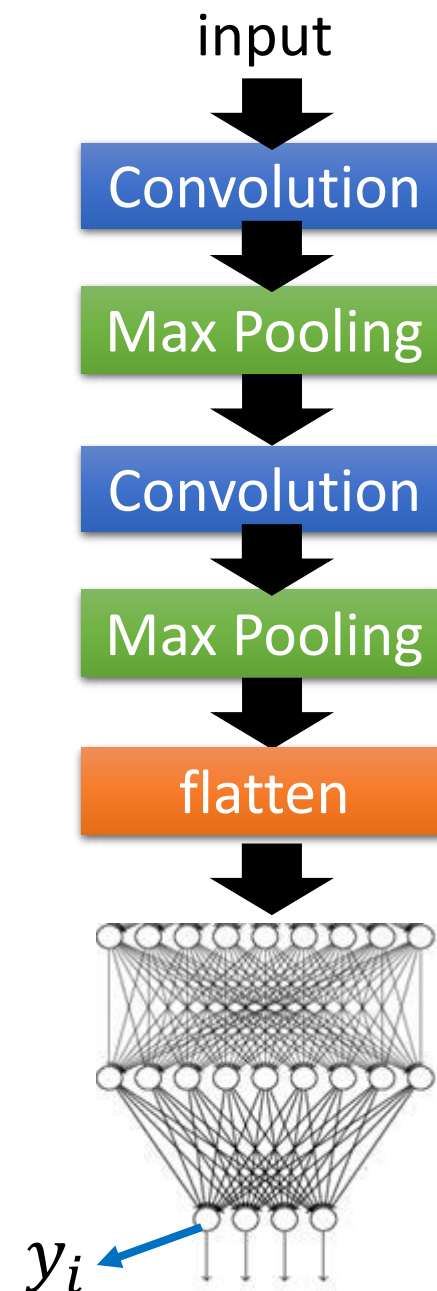 input
Convolution
Max Pooling
Convolution
Max Pooling
flatten
yᵢ